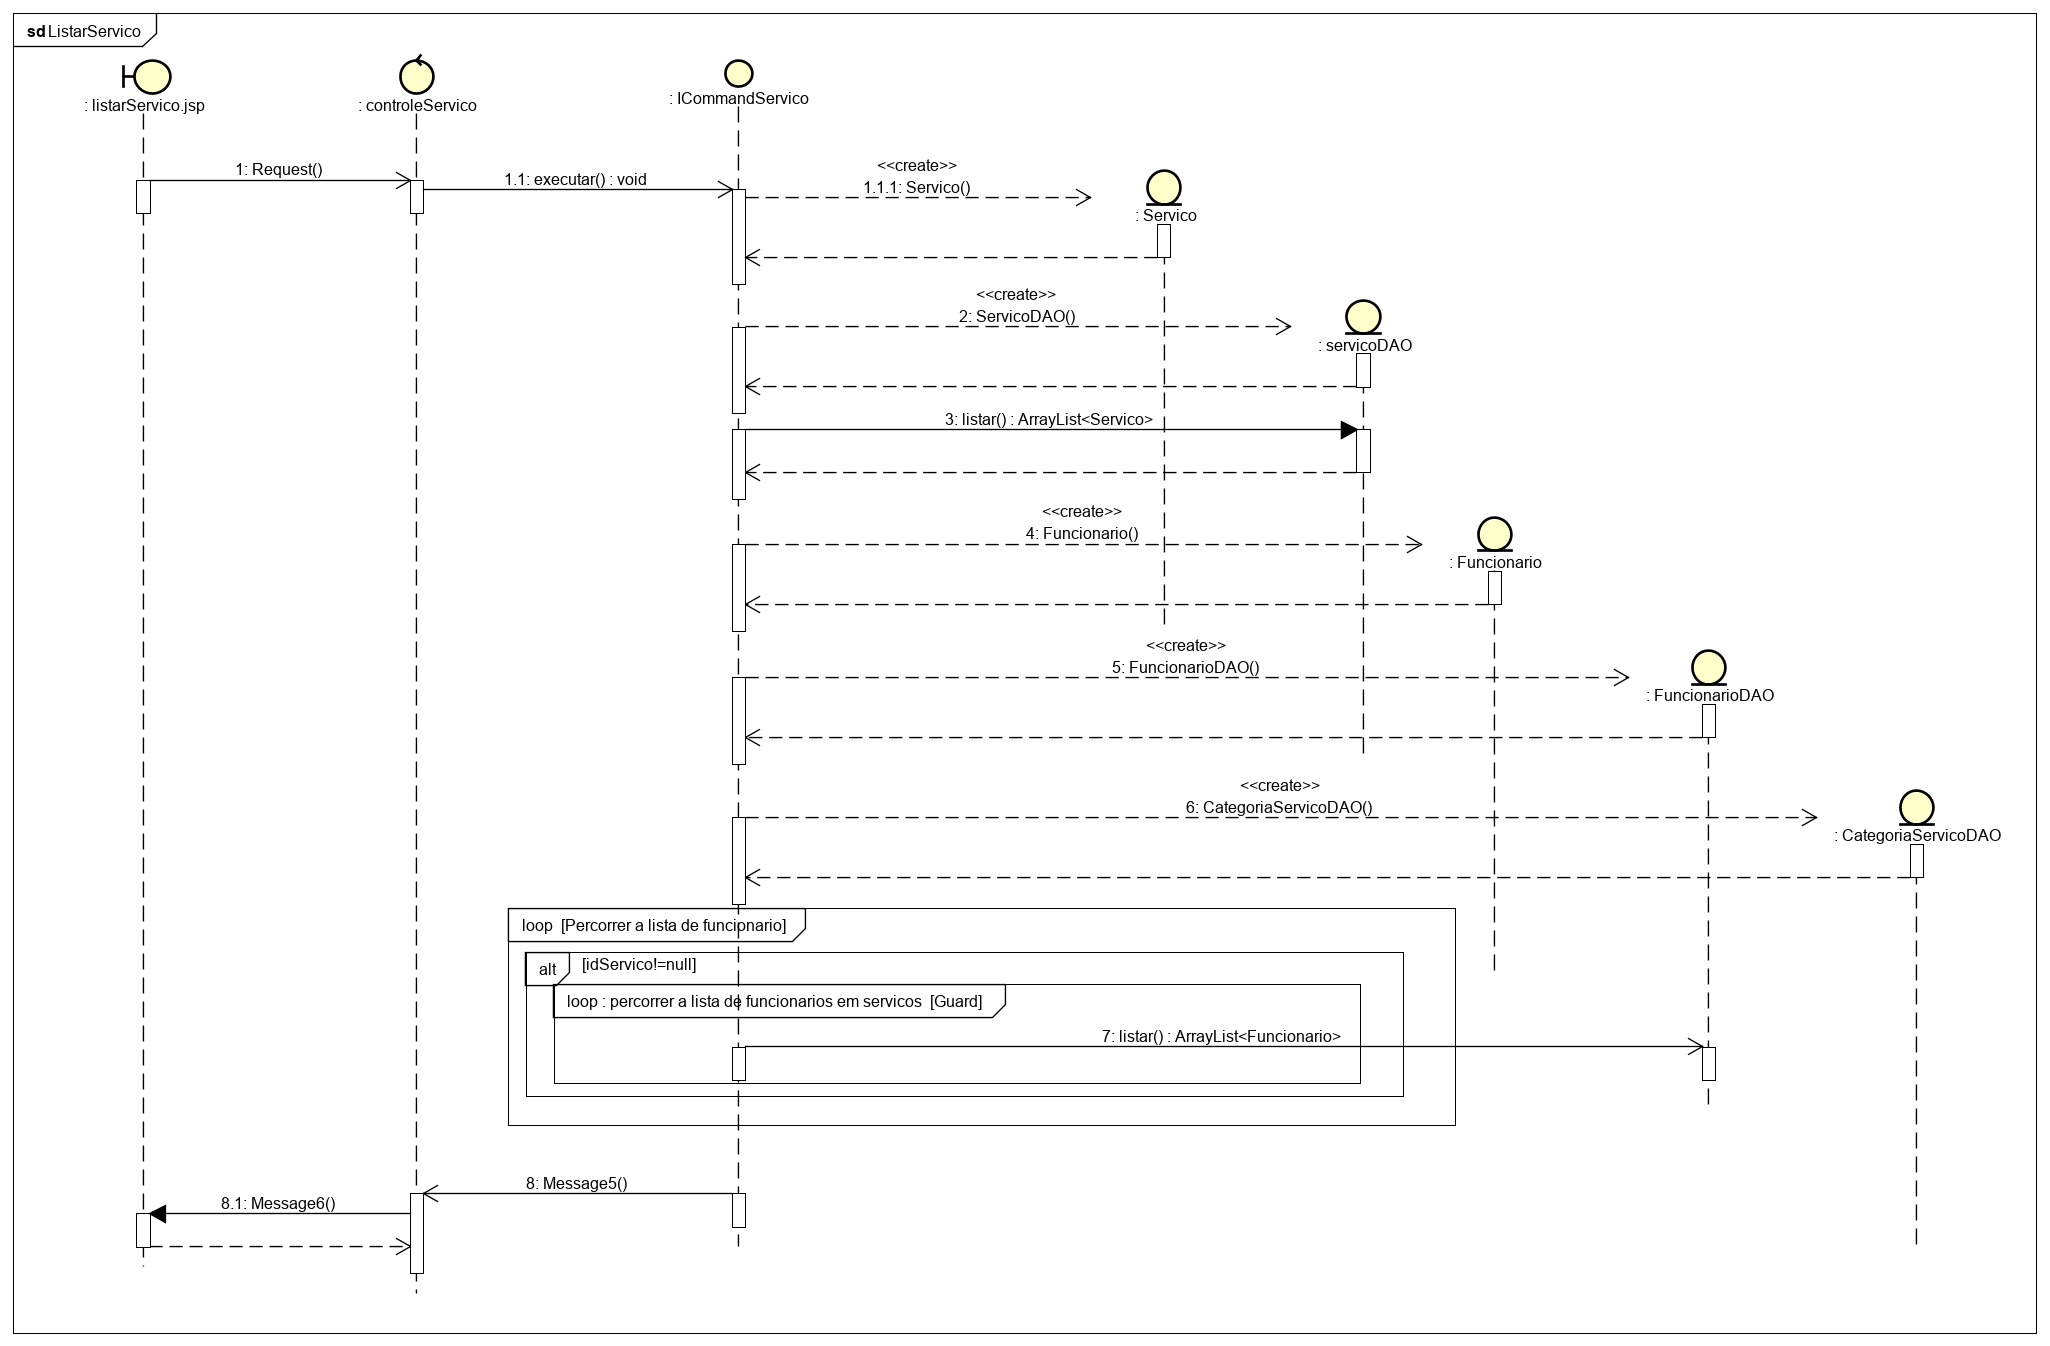 sd ListarServico
: listarServico.jsp
: controleServico
: ICommandServico
1: Request()
1.1: executar() : void
<<create>>
1.1.1: Servico()
: Servico
<<create>>
2: ServicoDAO()
: servicoDAO
3: listar() : ArrayList<Servico>
<<create>>
4: Funcionario()
: Funcionario
<<create>>
5: FuncionarioDAO()
: FuncionarioDAO
<<create>>
6: CategoriaServicoDAO()
: CategoriaServicoDAO
loop [Percorrer a lista de funcionario]
alt [idServico!=null]
loop : percorrer a lista de funcionarios em servicos [Guard]
7: listar() : ArrayList<Funcionario>
8: Message5()
8.1: Message6()